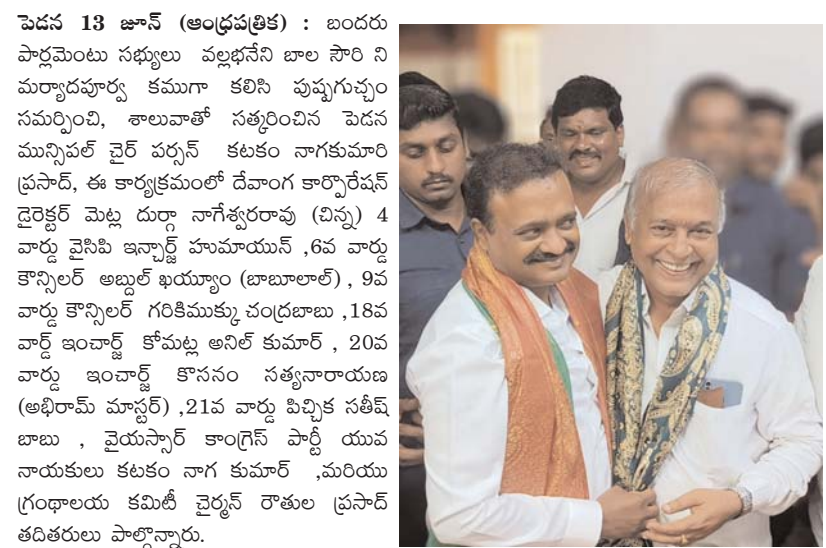 పెడన 13 జూన్ (ఆంధ్రపత్రిక) : బందరు
పార్లమెంటు సభ్యులు వల్లభనేని బాల సౌరి ని
మర్యాదపూర్వ కముగా కలిసి పుష్పగుచ్చం
సమర్పించి, శాలువాతో సత్కరించిన పెడన
మున్సిపల్ చైర్ పర్సన్ కటకం నాగకుమారి
ప్రసాద్, ఈ కార్యక్రమంలో దేవాంగ కార్పొరేషన్
డైరెక్టర్ మెట్ల దుర్గా నాగేశ్వరరావు (చిన్న) 4
వార్డు వైసిపి ఇన్చార్జ్ హుమాయున్ ,6వ వార్డు
కౌన్సిలర్ అబ్దుల్ ఖయ్యూం (బాబూలాల్) , 9వ
వార్డు కౌన్సిలర్ గరికిముక్కు చంద్రబాబు ,18వ
వార్డ్ ఇంచార్జ్ కోమట్ల అనిల్ కుమార్ , 20వ
వార్డు ఇంచార్జ్ కొసనం సత్యనారాయణ
(అభిరామ్ మాస్టర్) ,21వ వార్డు పిచ్చిక సతీష్
బాబు , వైయస్సార్ కాంగ్రెస్ పార్టీ యువ
నాయకులు కటకం నాగ కుమార్ ,మరియు
గ్రంథాలయ కమిటీ చైర్మన్ రౌతుల ప్రసాద్
తదితరులు పాల్గొన్నారు.